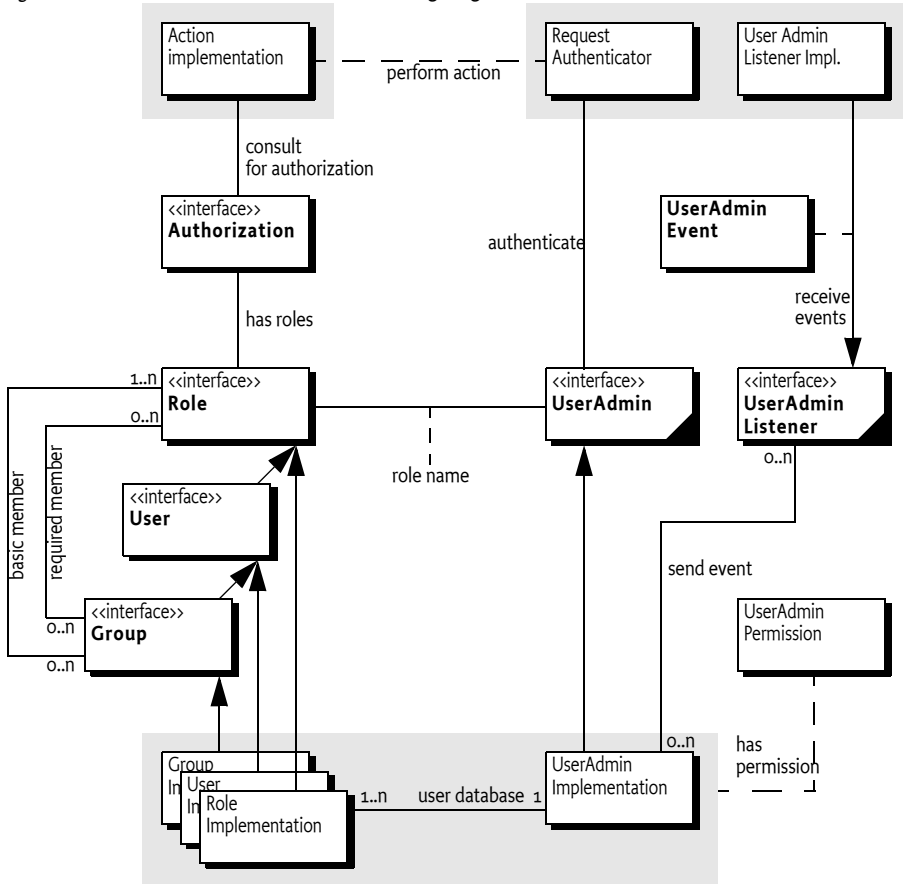 Action
implementation
perform action
Request
Authenticator
User Admin
Listener Impl.
consult
for authorization
<<interface>>
Authorization
authenticate
UserAdmin
Event
has roles
receive
events
1..n
<<interface>>
Role
0..n
<<interface>>
UserAdmin
<<interface>>
UserAdmin
Listener
0..n
role name
basic member
required member
<<interface>>
User
send event
<<interface>>
Group
0..n
0..n
UserAdmin
Permission
0..n
has
permission
Group
User
Role
Implementation
1..n
user database
1
UserAdmin
Implementation